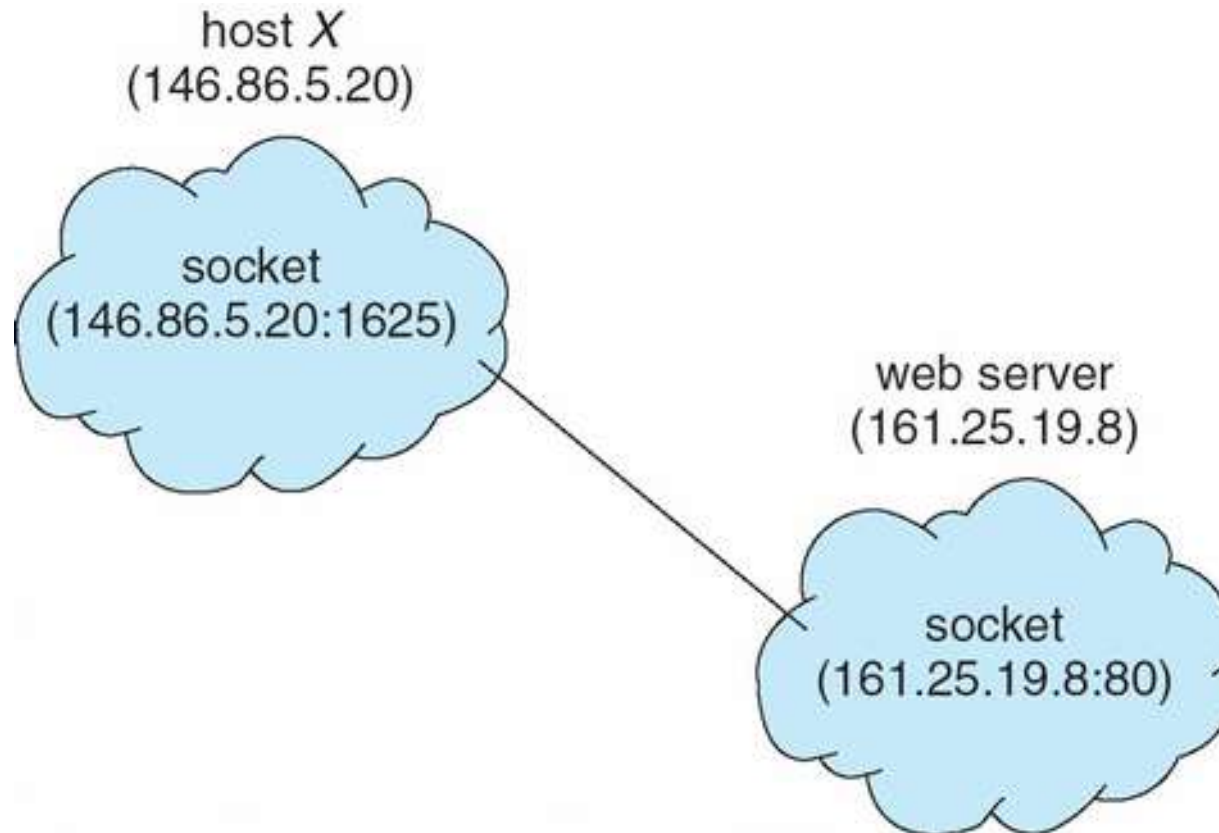 host X
(146.86.5.20)
socket
(146.86.5.20:1625)
web server
(161.25.19.8)
socket
(161.25.19.8:80)